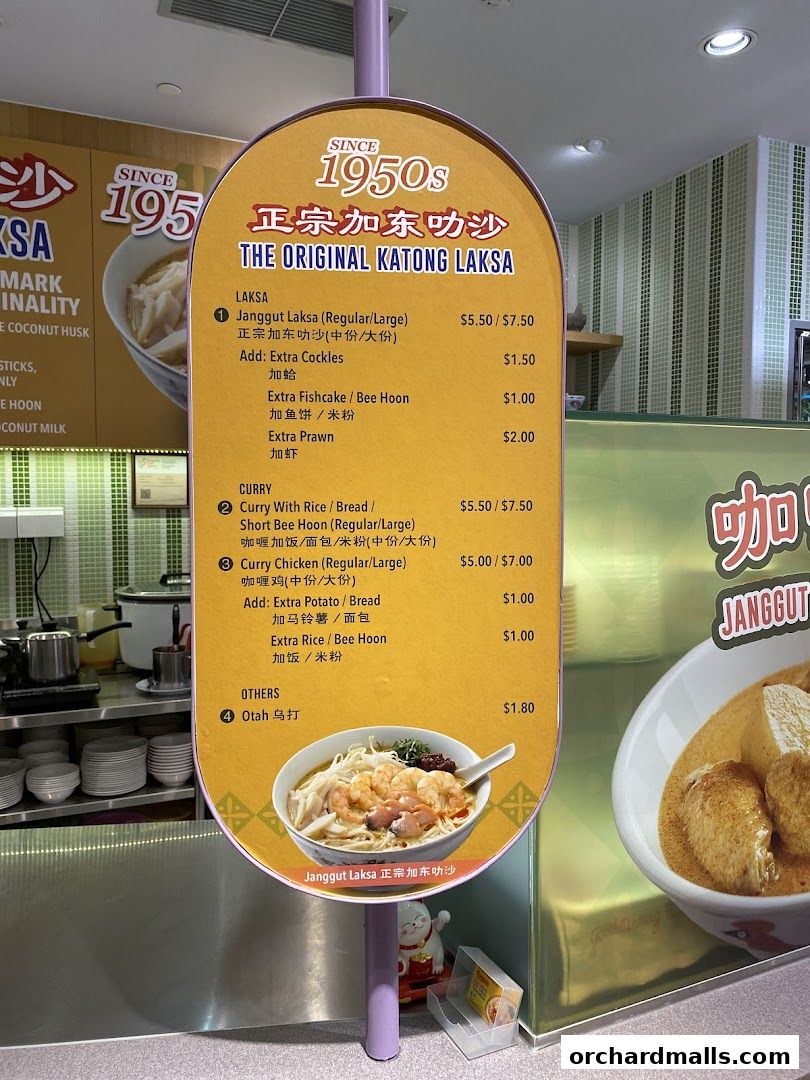 沙
KSA
MARK
INALITY
E COCONUT HUSK
STICKS,
NLY
E HOON
OCONUT MILK
SINCE
195
SINCE
1950s
正宗加东叻沙
THE ORIGINAL KATONG LAKSA
LAKSA
1 Janggut Laksa (Regular/Large) $5.50 / $7.50
正宗加东叻沙(中份/大份)
Add: Extra Cockles $1.50
加蛤
Extra Fishcake / Bee Hoon $1.00
加鱼饼 / 米粉
Extra Prawn $2.00
加虾
CURRY
2 Curry With Rice / Bread / $5.50 / $7.50
Short Bee Hoon (Regular/Large)
咖喱加饭/面包/米粉(中份/大份)
3 Curry Chicken (Regular/Large) $5.00 / $7.00
咖喱鸡(中份/大份)
Add: Extra Potato / Bread $1.00
加马铃薯 / 面包
Extra Rice / Bee Hoon $1.00
加饭 / 米粉
OTHERS
4 Otah 乌打 $1.80
Janggut Laksa 正宗加东叻沙
咖
JANGGUT
orchardmalls.com